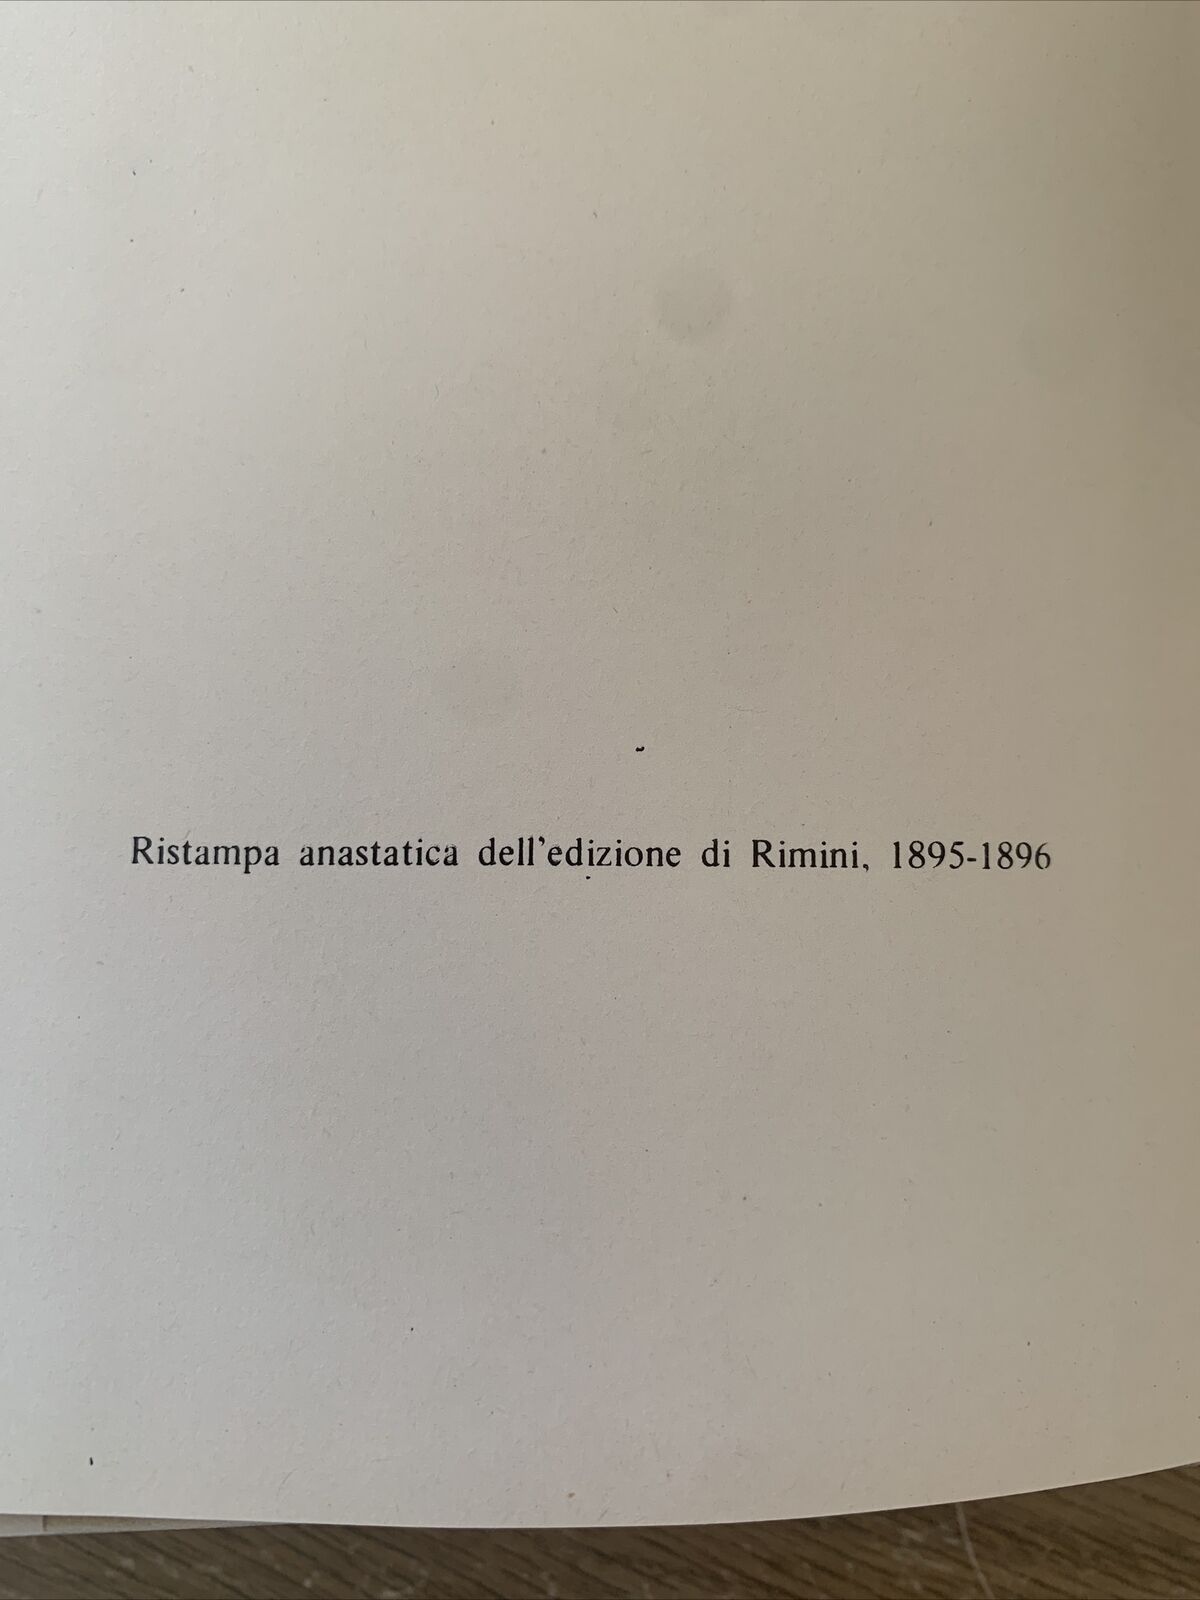 Ristampa anastatica dell'edizione di Rimini, 1895-1896